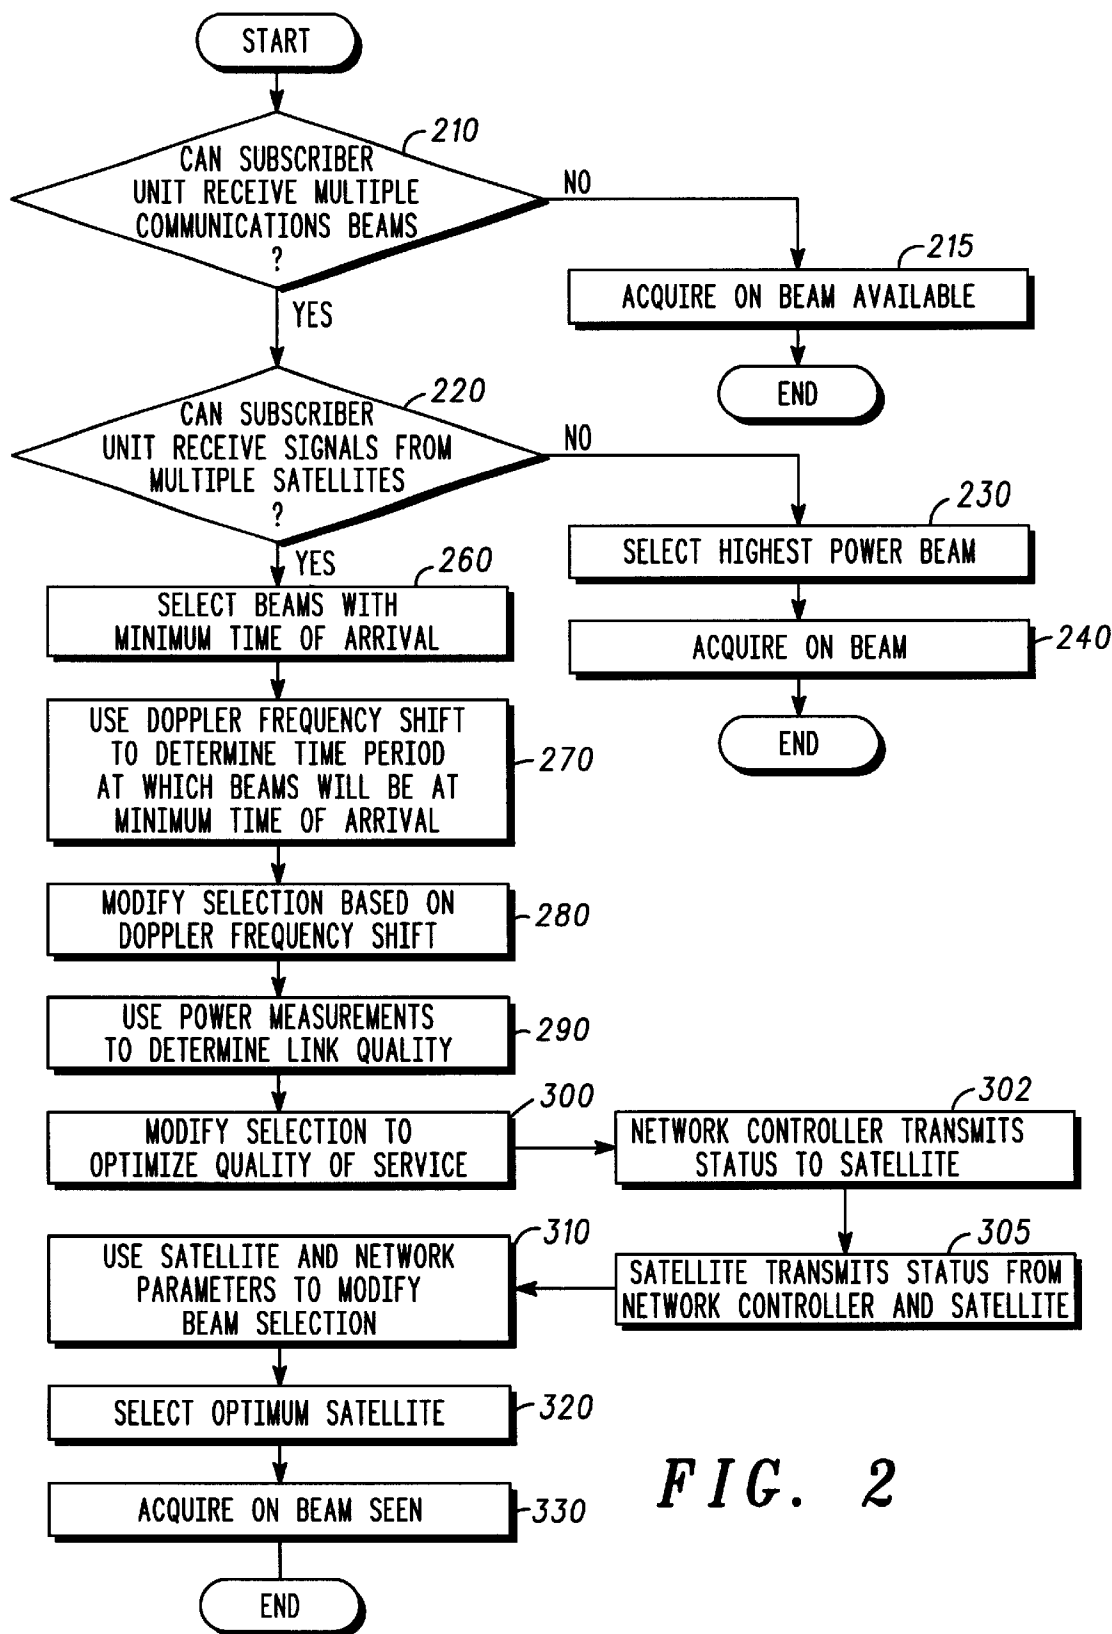 START
210
CAN SUBSCRIBER
UNIT RECEIVE MULTIPLE
COMMUNICATIONS BEAMS
?
NO
215
ACQUIRE ON BEAM AVAILABLE
END
YES
220
CAN SUBSCRIBER
UNIT RECEIVE SIGNALS FROM
MULTIPLE SATELLITES
?
NO
230
SELECT HIGHEST POWER BEAM
ACQUIRE ON BEAM
240
END
YES
260
SELECT BEAMS WITH
MINIMUM TIME OF ARRIVAL
USE DOPPLER FREQUENCY SHIFT
TO DETERMINE TIME PERIOD
AT WHICH BEAMS WILL BE AT
MINIMUM TIME OF ARRIVAL
270
MODIFY SELECTION BASED ON
DOPPLER FREQUENCY SHIFT
280
USE POWER MEASUREMENTS
TO DETERMINE LINK QUALITY
290
300
MODIFY SELECTION TO
OPTIMIZE QUALITY OF SERVICE
302
NETWORK CONTROLLER TRANSMITS
STATUS TO SATELLITE
305
SATELLITE TRANSMITS STATUS FROM
NETWORK CONTROLLER AND SATELLITE
310
USE SATELLITE AND NETWORK
PARAMETERS TO MODIFY
BEAM SELECTION
SELECT OPTIMUM SATELLITE
320
ACQUIRE ON BEAM SEEN
330
END
FIG. 2